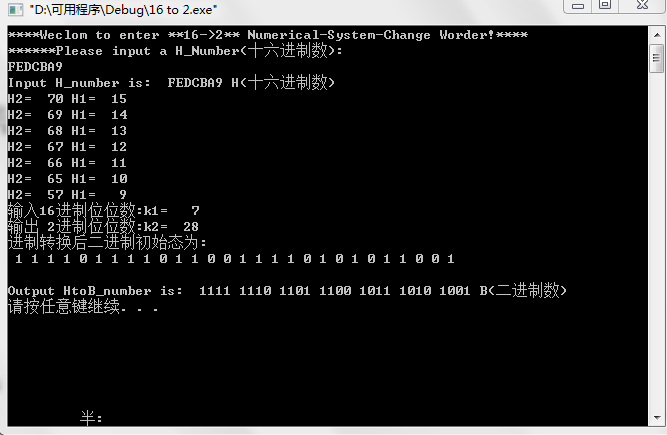 "D:\可用程序\Debug\16 to 2.exe"
****Weclom to enter **16->2** Numerical-System-Change Worder!****
******Please input a H_Number(十六进制数):
FEDCBA9
Input H_number is:  FEDCBA9 H(十六进制数)
H2=  70 H1=  15
H2=  69 H1=  14
H2=  68 H1=  13
H2=  67 H1=  12
H2=  66 H1=  11
H2=  65 H1=  10
H2=  57 H1=   9
输入16进制位位数:k1=   7
输出 2进制位位数:k2=  28
进制转换后二进制初始态为:
1 1 1 1 0 1 1 1 1 0 1 1 0 0 1 1 1 1 0 1 0 1 0 1 1 0 0 1
Output HtoB_number is:  1111 1110 1101 1100 1011 1010 1001 B(二进制数)
请按任意键继续. . .
半: